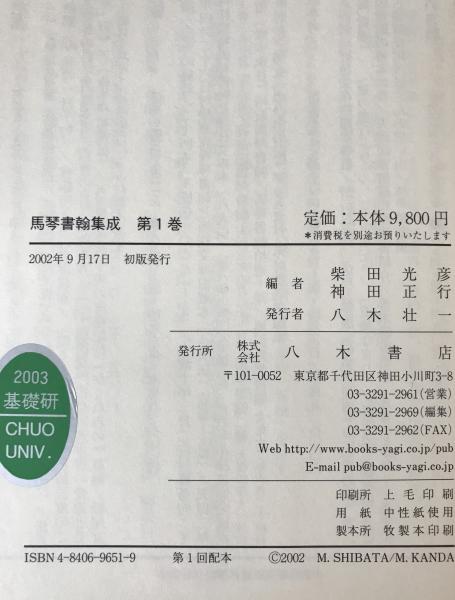 馬琴書翰集成　第1巻
定価：本体9,800円
＊消費税を別途お預りいたします
2002年9月17日　初版発行
編者　柴田光彦
神田正行
発行者　八木壮一
発行所　株式会社　八木書店
〒101-0052　東京都千代田区神田小川町3-8
03-3291-2961(営業)
03-3291-2969(編集)
03-3291-2962(FAX)
Web http://www.books-yagi.co.jp/pub
E-mail pub@books-yagi.co.jp
印刷所　上毛印刷
用紙　中性紙使用
製本所　牧製本印刷
ISBN 4-8406-9651-9　第1回配本　©2002　M. SHIBATA/M. KANDA
2003
基礎研
CHUO
UNIV.